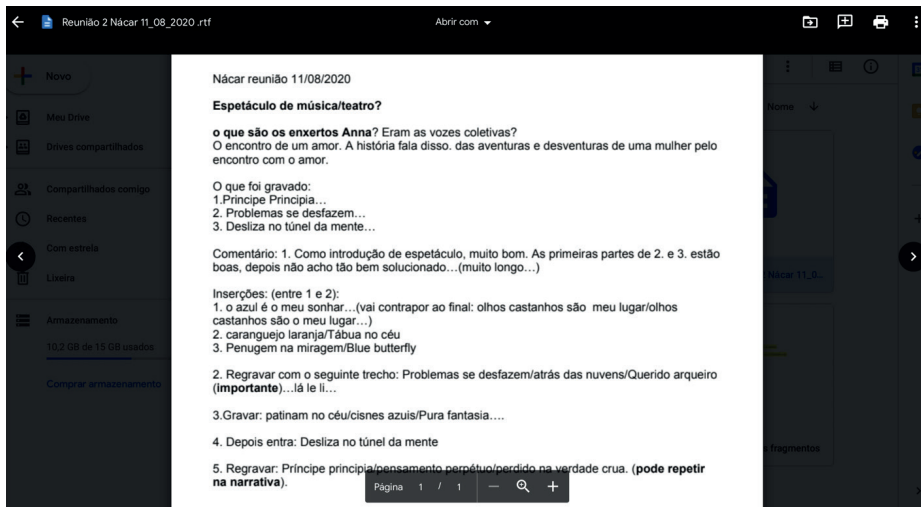 Reunião 2 Nácar 11_08_2020 .rtf
Abrir com
Novo
Meu Drive
Drives compartilhados
Compartilhados comigo
Recentes
Com estrela
Lixeira
Armazenamento
10,2 GB de 15 GB usados
Comprar armazenamento
Nome
Nácar 11_0...
s fragmentos
Nácar reunião 11/08/2020
Espetáculo de música/teatro?
o que são os enxertos Anna? Eram as vozes coletivas?
O encontro de um amor. A história fala disso. das aventuras e desventuras de uma mulher pelo
encontro com o amor.
O que foi gravado:
1.Principe Principia…
2. Problemas se desfazem…
3. Desliza no túnel da mente…
Comentário: 1. Como introdução de espetáculo, muito bom. As primeiras partes de 2. e 3. estão
boas, depois não acho tão bem solucionado…(muito longo…)
Inserções: (entre 1 e 2):
1. o azul é o meu sonhar…(vai contrapor ao final: olhos castanhos são meu lugar/olhos
castanhos são o meu lugar…)
2. caranguejo laranja/Tábua no céu
3. Penugem na miragem/Blue butterfly
2. Regravar com o seguinte trecho: Problemas se desfazem/atrás das nuvens/Querido arqueiro
(importante)…lá le li…
3.Gravar: patinam no céu/cisnes azuis/Pura fantasia….
4. Depois entra: Desliza no túnel da mente
5. Regravar: Príncipe principia/pensamento perpétuo/perdido na verdade crua. (pode repetir
na narrativa).
Página 1 / 1